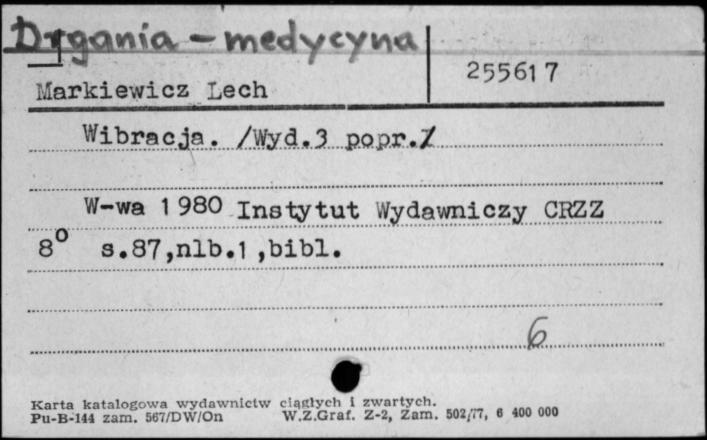 Drgania - medycyna
255617
Markiewicz Lech
Wibracja. /Wyd.3 popr./
W-wa 1980 Instytut Wydawniczy CRZZ
8° s.87,nlb.1,bibl.
6
Karta katalogowa wydawnictw ciągłych i zwartych.
Pu-B-144 zam. 567/DW/On W.Z.Graf. Z-2, Zam. 502/77, 6 400 000